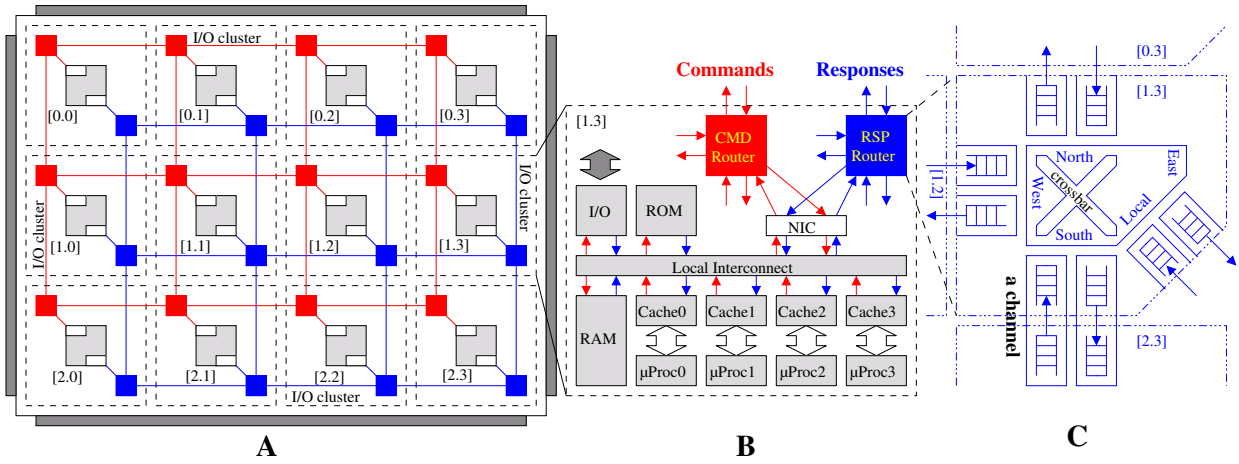 I/O cluster
[0.0]
[0.1]
[0.2]
[0.3]
I/O cluster
I/O cluster
[1.0]
[1.1]
[1.2]
[1.3]
[2.0]
[2.1]
[2.2]
[2.3]
I/O cluster
A
Commands
Responses
[1.3]
CMD
Router
RSP
Router
I/O
ROM
NIC
Local Interconnect
RAM
Cache0
Cache1
Cache2
Cache3
µProc0
µProc1
µProc2
µProc3
B
[0.3]
[1.3]
[1.2]
North
East
West
crossbar
Local
South
a channel
[2.3]
C